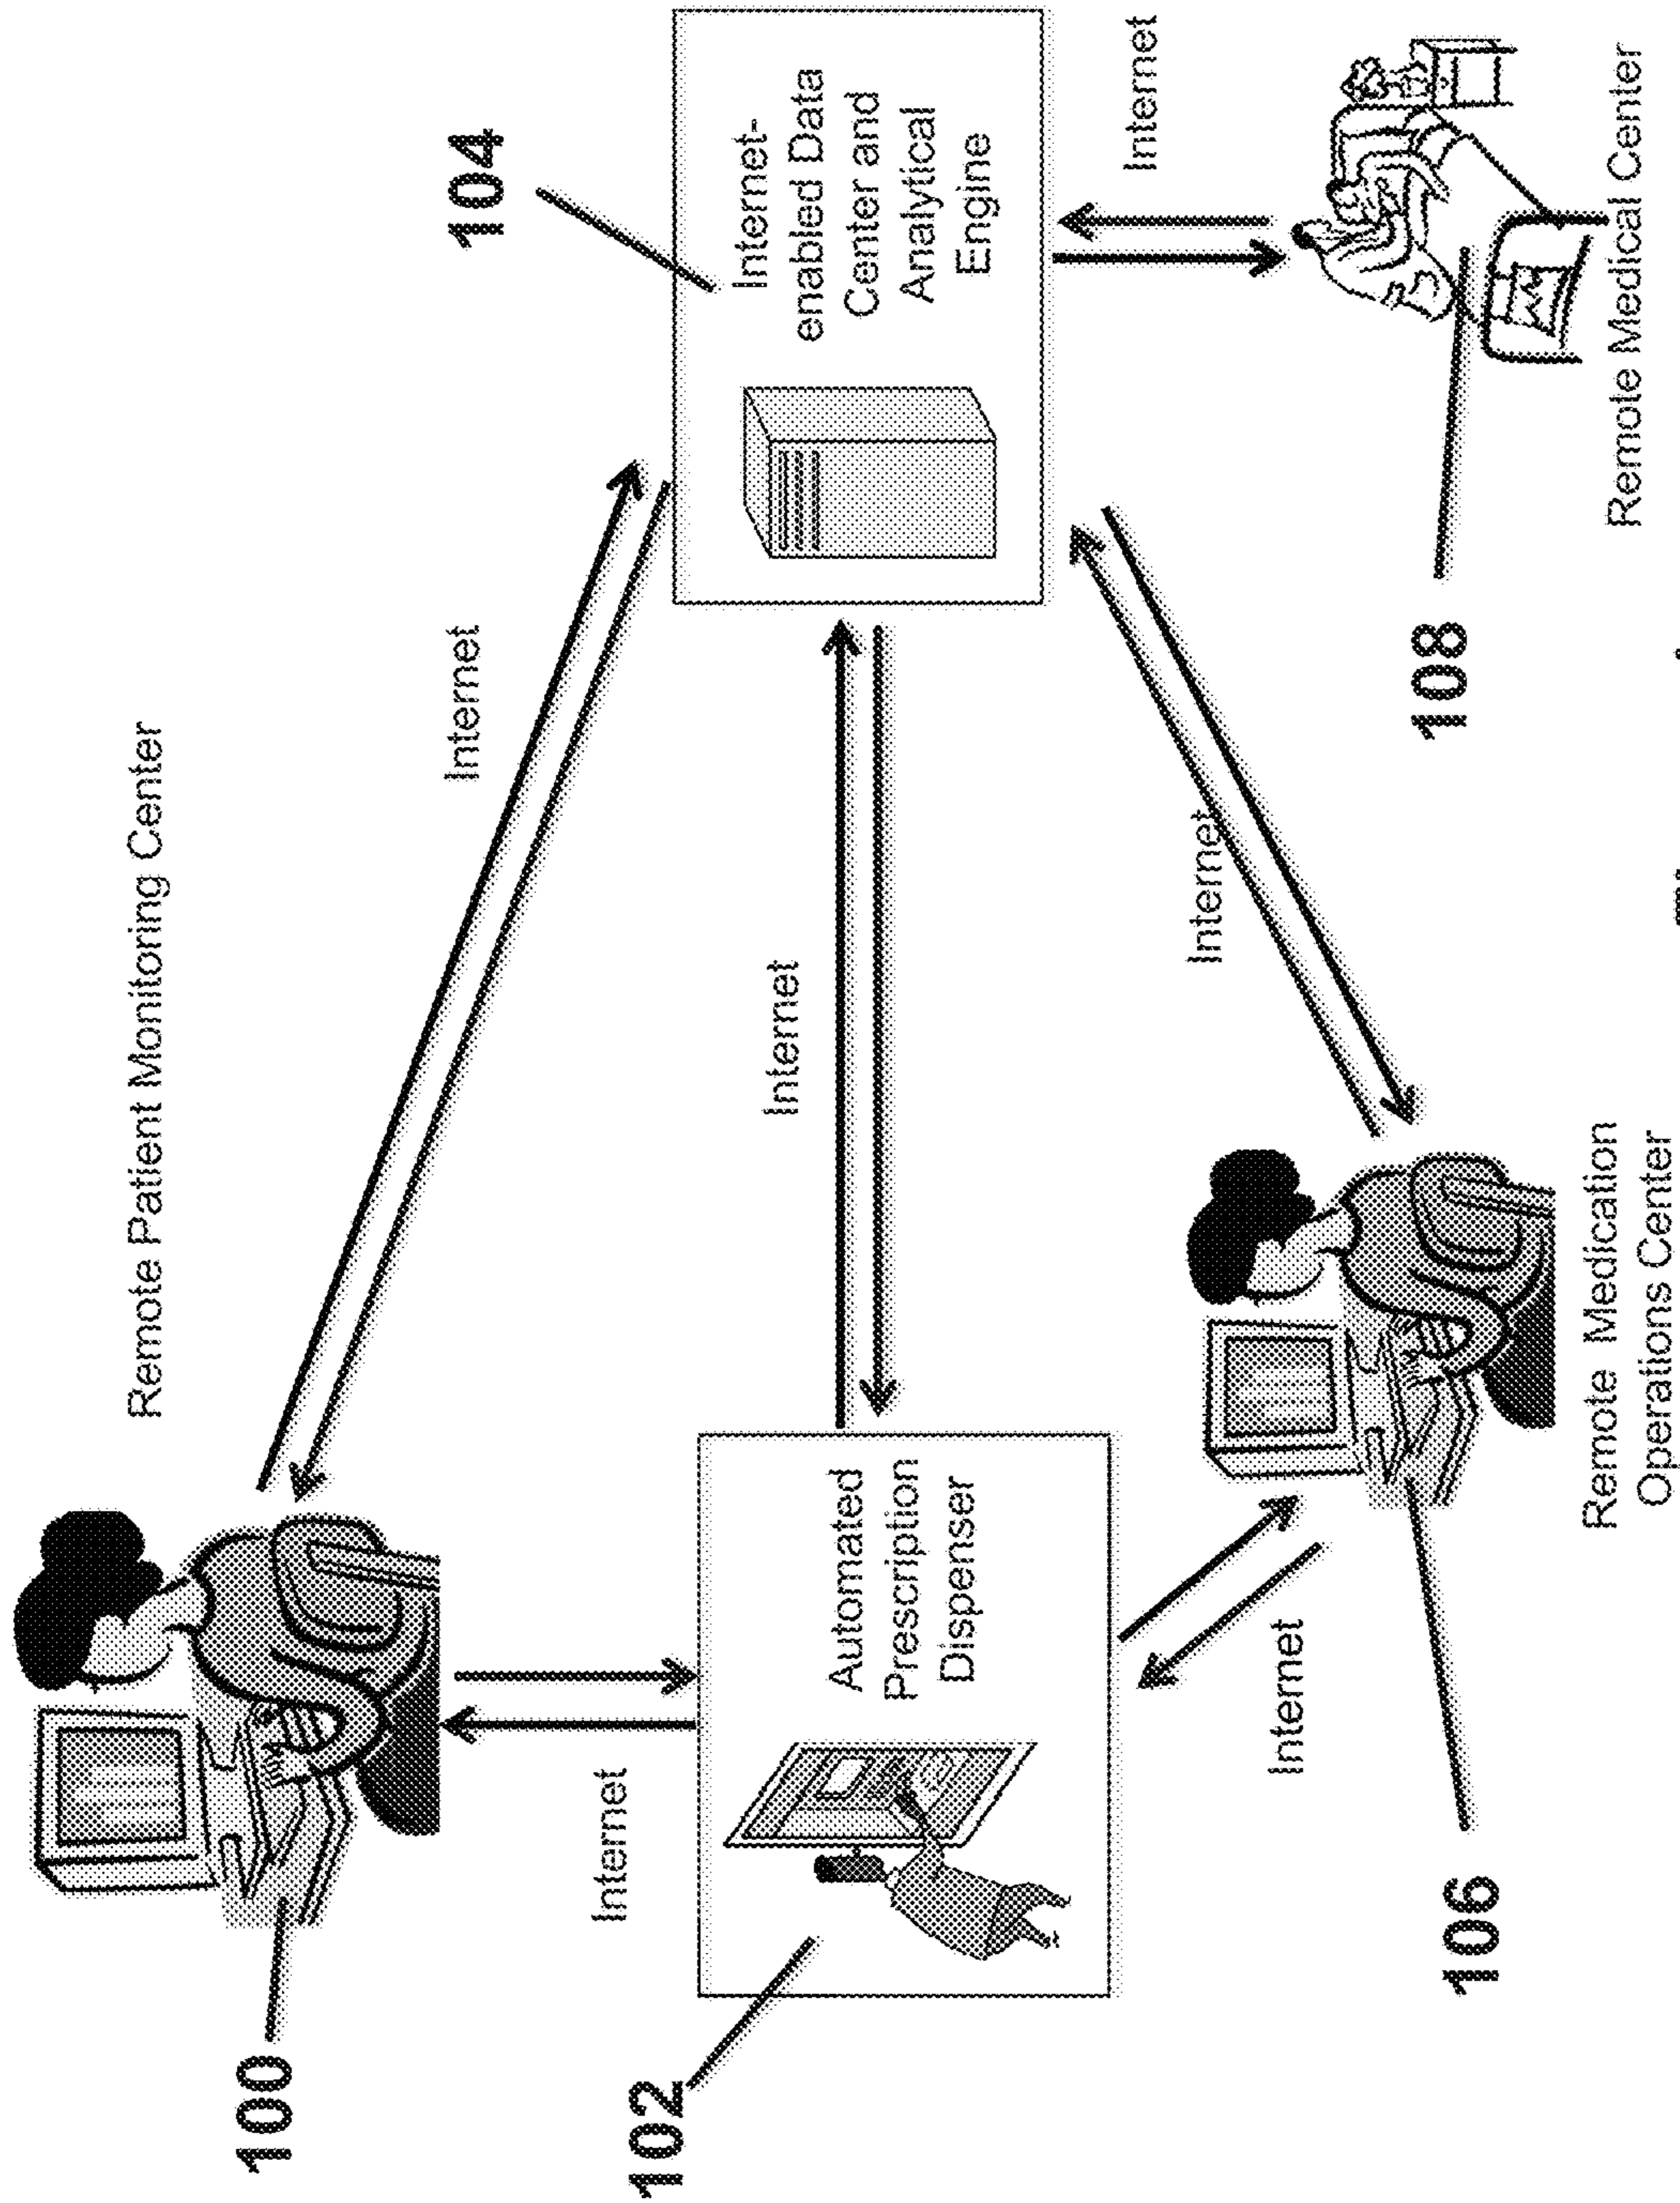 Remote Patient Monitoring Center
100
Internet
104
Internet
102
Automated
Prescription
Dispenser
Internet
Internet-
enabled Data
Center and
Analytical
Engine
Internet
Internet
Internet
106
Remote Medication
Operations Center
108
Remote Medical Center